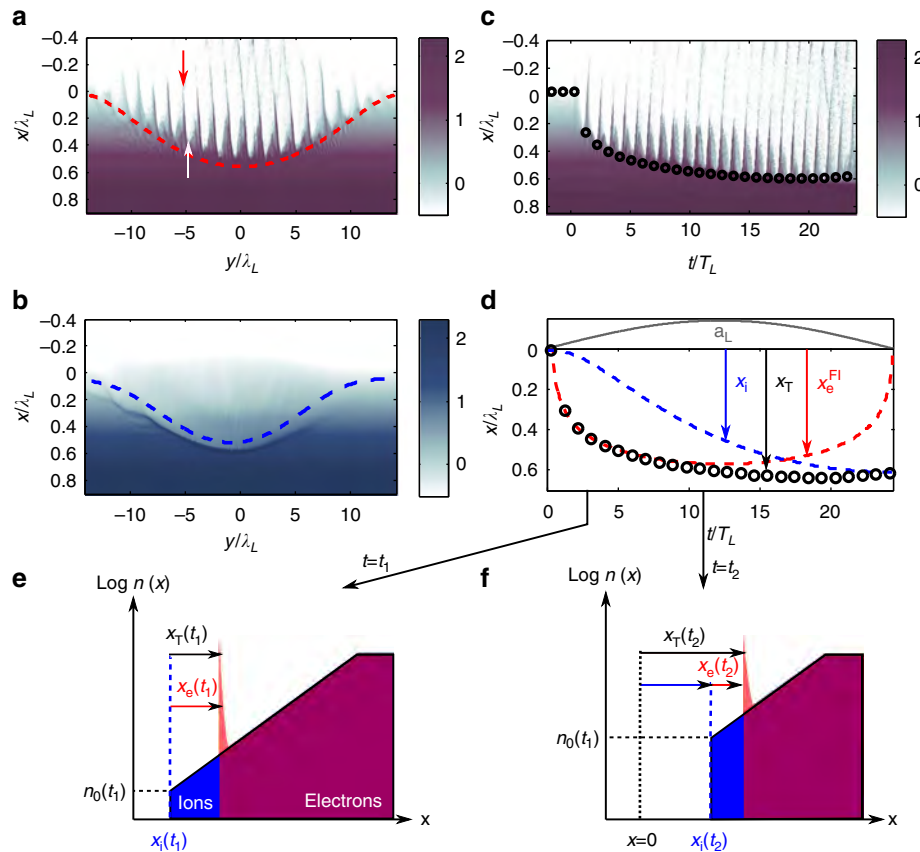 a
−0.4
−0.2
0
0.2
0.4
0.6
0.8
x/λL
−10
−5
0
5
10
y/λL
2
1
0
c
−0.4
−0.2
0
0.2
0.4
0.6
0.8
x/λL
0
5
10
15
20
t/TL
2
1
0
b
−0.4
−0.2
0
0.2
0.4
0.6
0.8
x/λL
−10
−5
0
5
10
y/λL
2
1
0
d
aL
0
0.2
0.4
0.6
x/λL
xi
xT
xeFI
0
5
10
15
20
t/TL
t=t1
t=t2
e
Log n (x)
xT(t1)
xe(t1)
n0(t1)
Ions
Electrons
x
xi(t1)
f
Log n (x)
xT(t2)
xe(t2)
n0(t1)
x
x=0
xi(t2)